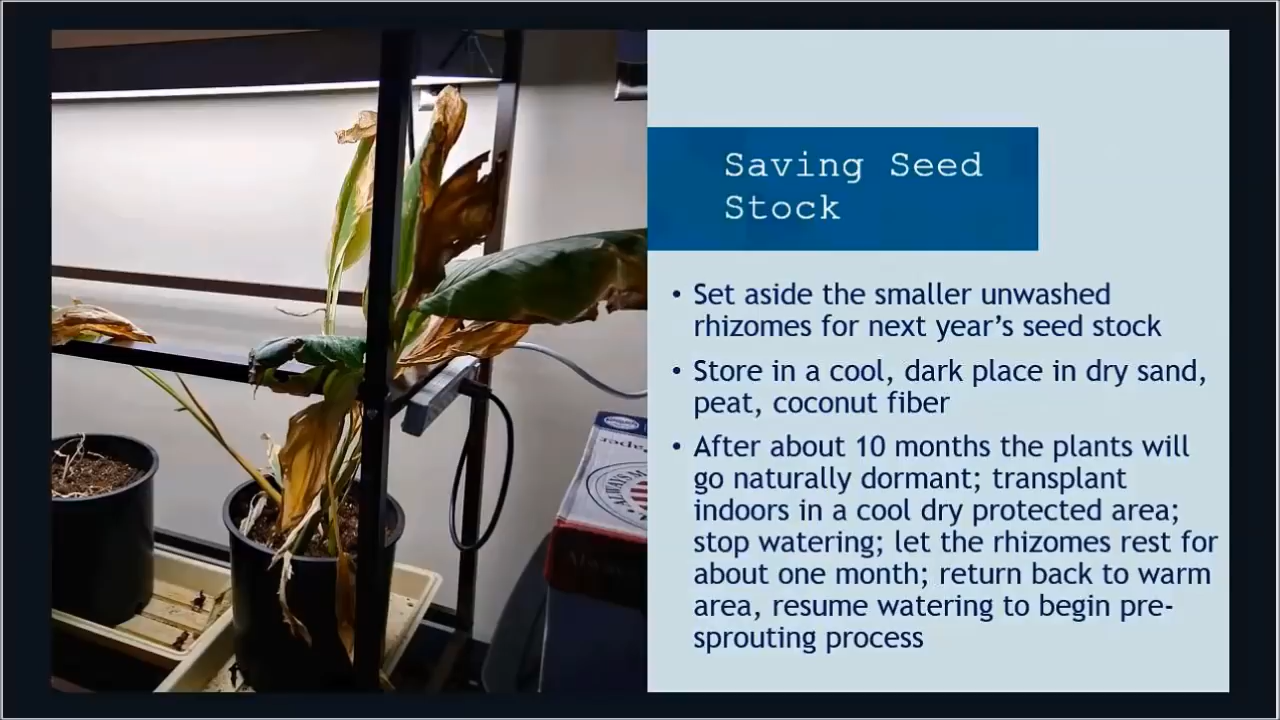 Saving Seed
Stock
• Set aside the smaller unwashed
rhizomes for next year's seed stock
• Store in a cool, dark place in dry sand,
peat, coconut fiber
• After about 10 months the plants will
go naturally dormant; transplant
indoors in a cool dry protected area;
stop watering; let the rhizomes rest for
about one month; return back to warm
area, resume watering to begin pre-
sprouting process